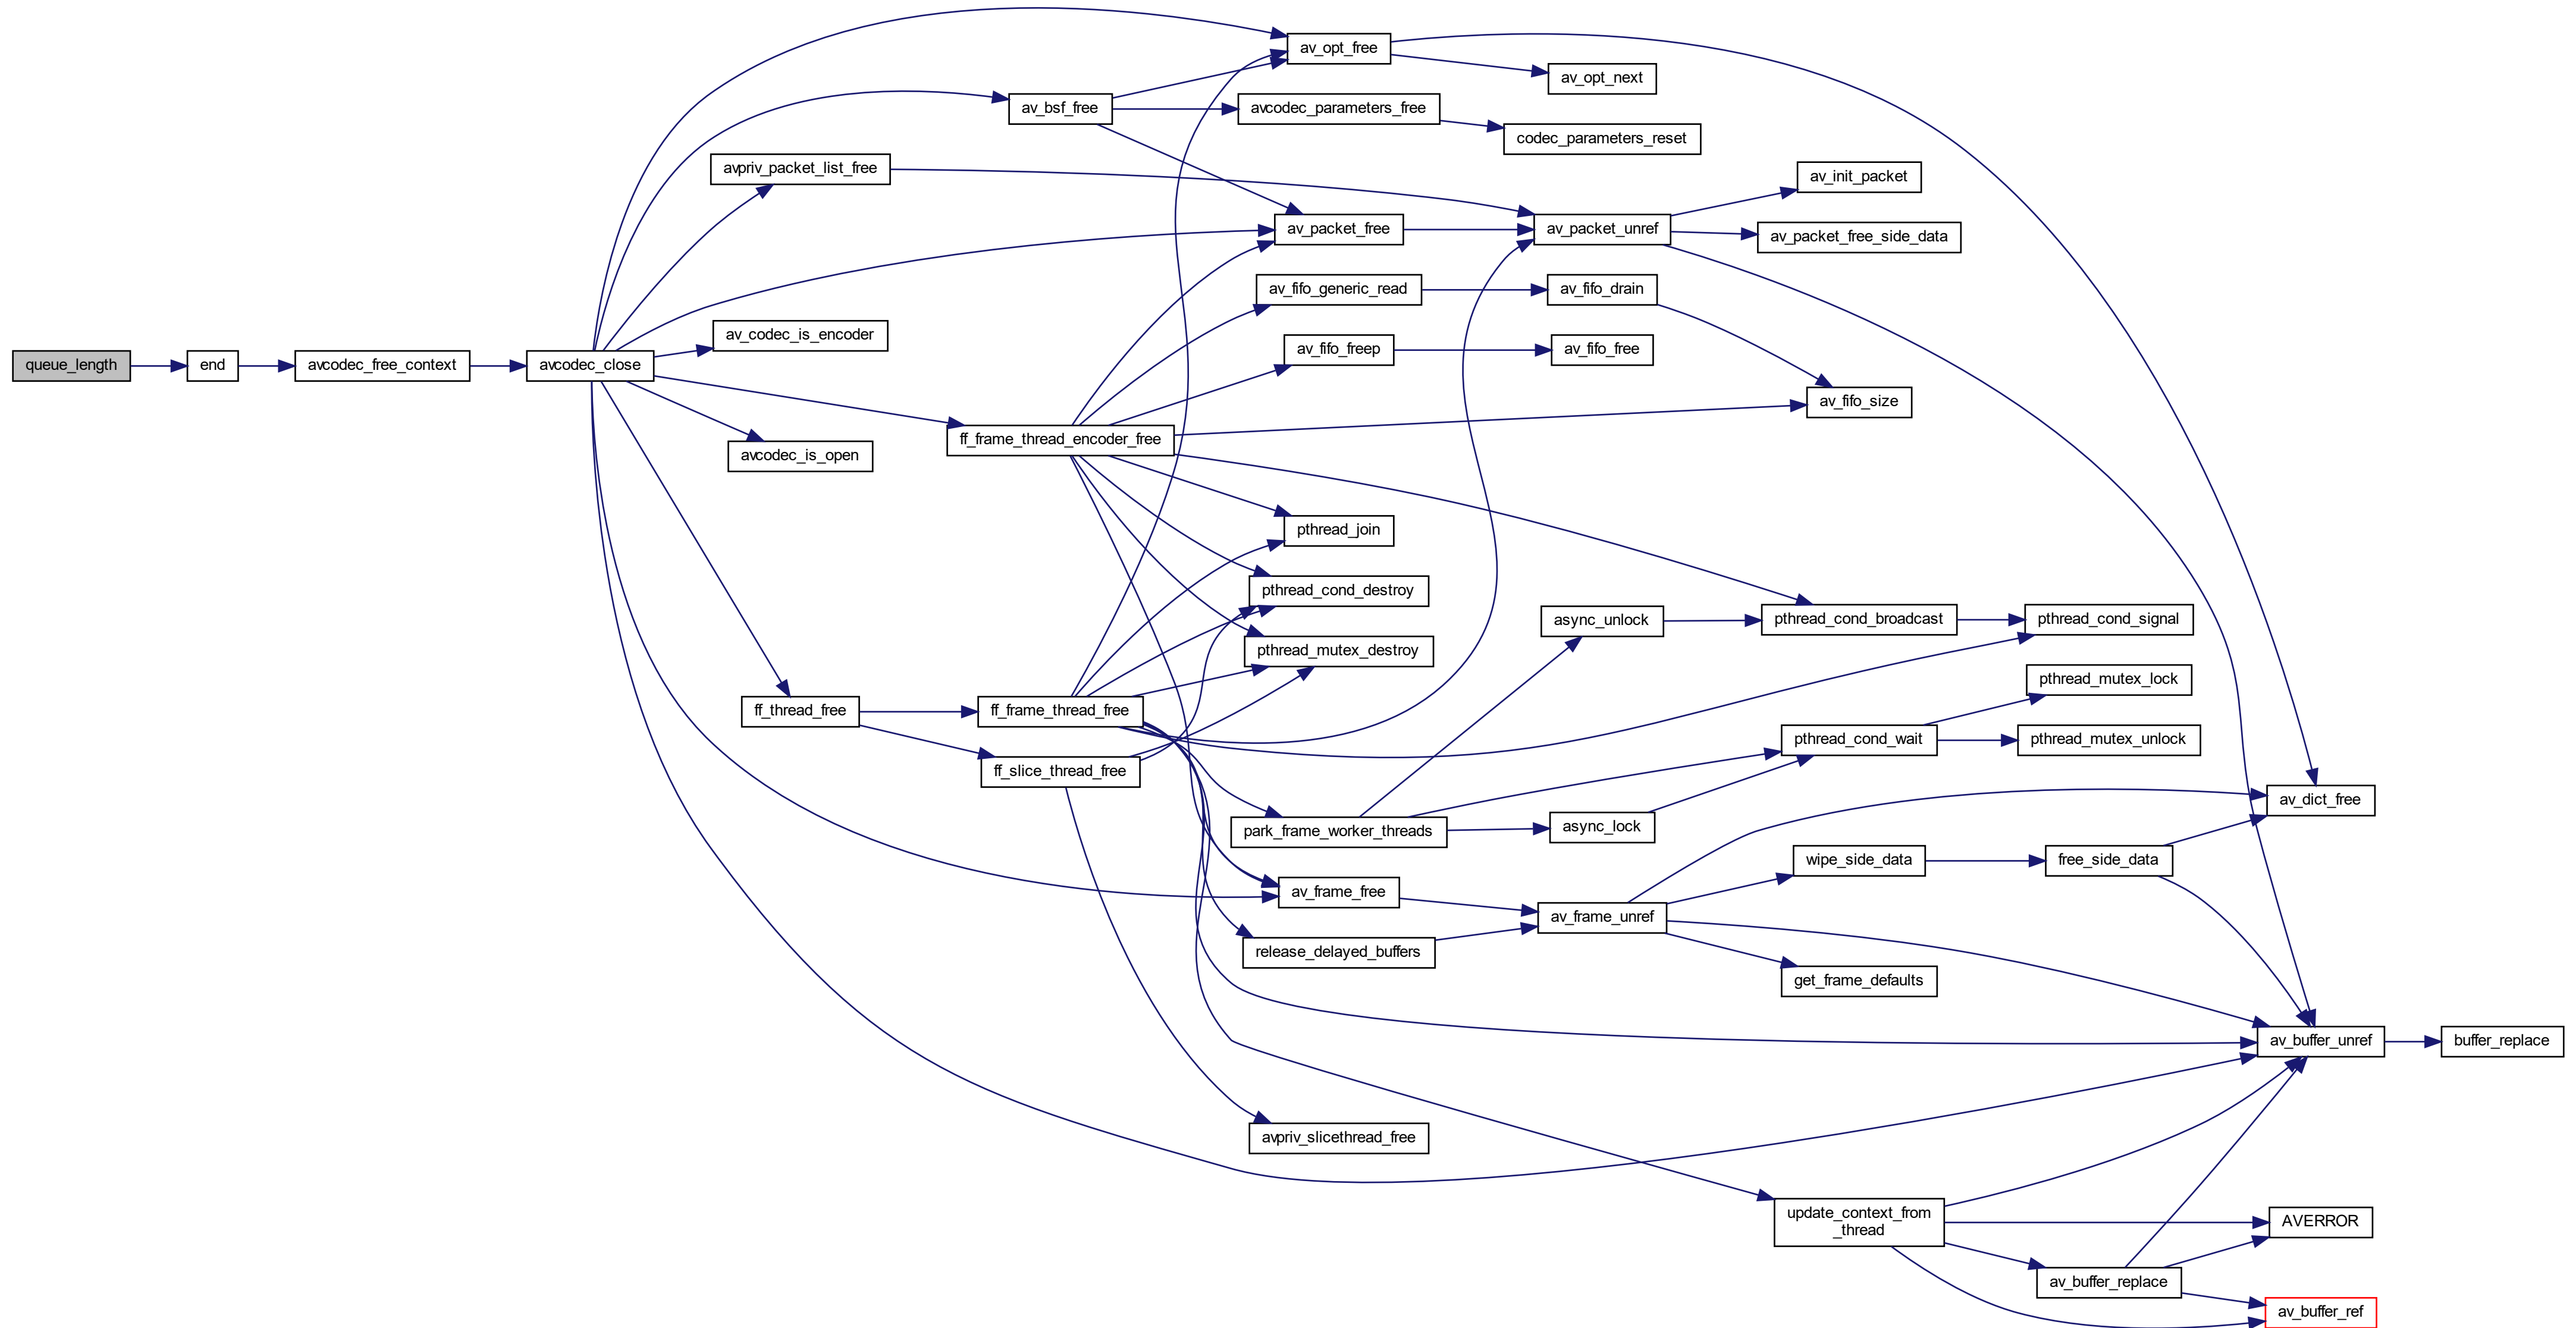 av_opt_free
av_opt_next
av_bsf_free
avcodec_parameters_free
codec_parameters_reset
avpriv_packet_list_free
av_init_packet
av_packet_free
av_packet_unref
av_packet_free_side_data
av_fifo_generic_read
av_fifo_drain
av_codec_is_encoder
av_fifo_freep
av_fifo_free
queue_length
end
avcodec_free_context
avcodec_close
av_fifo_size
ff_frame_thread_encoder_free
avcodec_is_open
pthread_join
pthread_cond_destroy
async_unlock
pthread_cond_broadcast
pthread_cond_signal
pthread_mutex_destroy
pthread_mutex_lock
ff_thread_free
ff_frame_thread_free
pthread_cond_wait
pthread_mutex_unlock
ff_slice_thread_free
av_dict_free
park_frame_worker_threads
async_lock
wipe_side_data
free_side_data
av_frame_free
av_frame_unref
release_delayed_buffers
get_frame_defaults
av_buffer_unref
buffer_replace
avpriv_slicethread_free
update_context_from
_thread
AVERROR
av_buffer_replace
av_buffer_ref